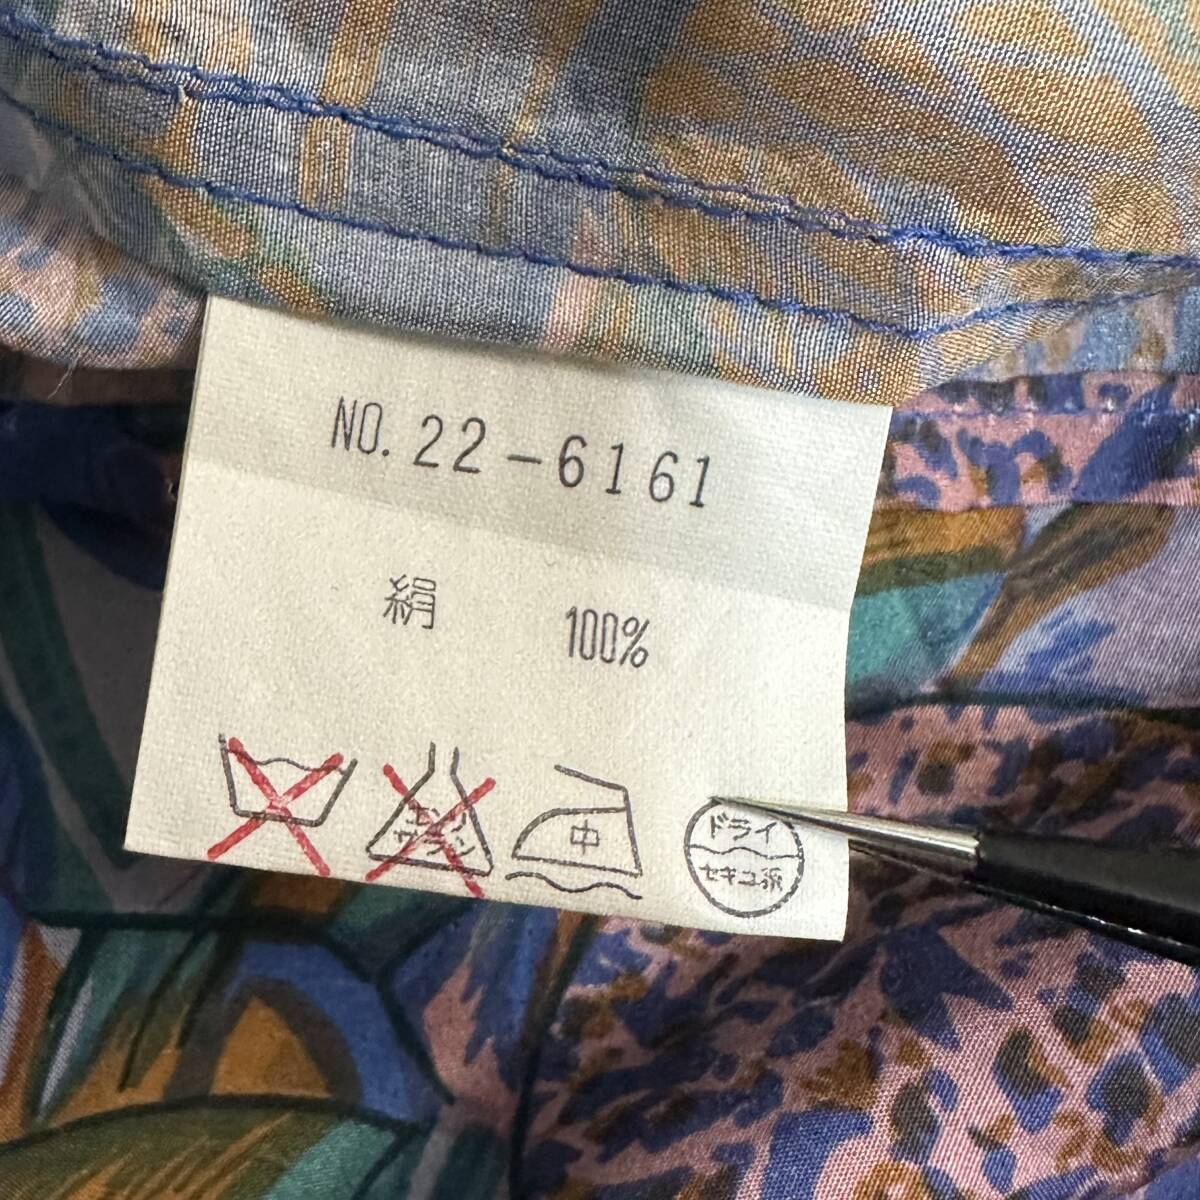 NO. 22-6161
絹 100%
エンソ
サラシ
中
ドライ
セキユ系